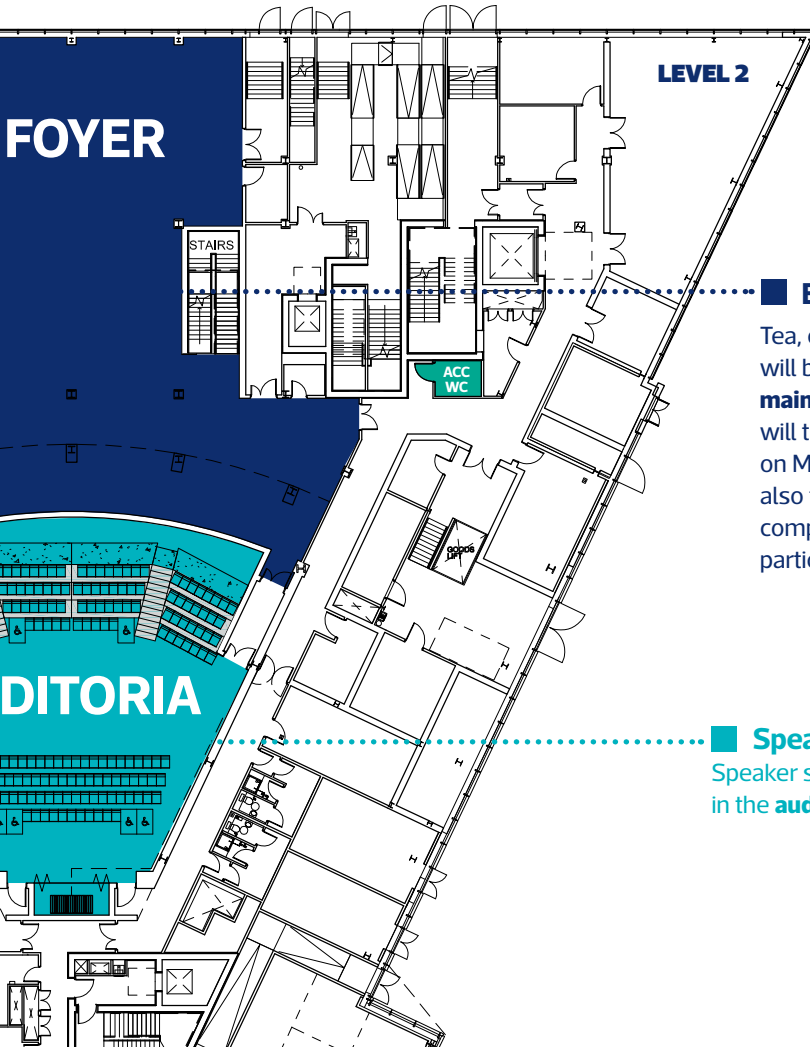 LEVEL 2
FOYER
STAIRS
ACC
WC
Tea,
will b
main
will t
on M
also
comp
partic
GOODS
LIFT
DITORIA
Spea
Speaker s
in the aud